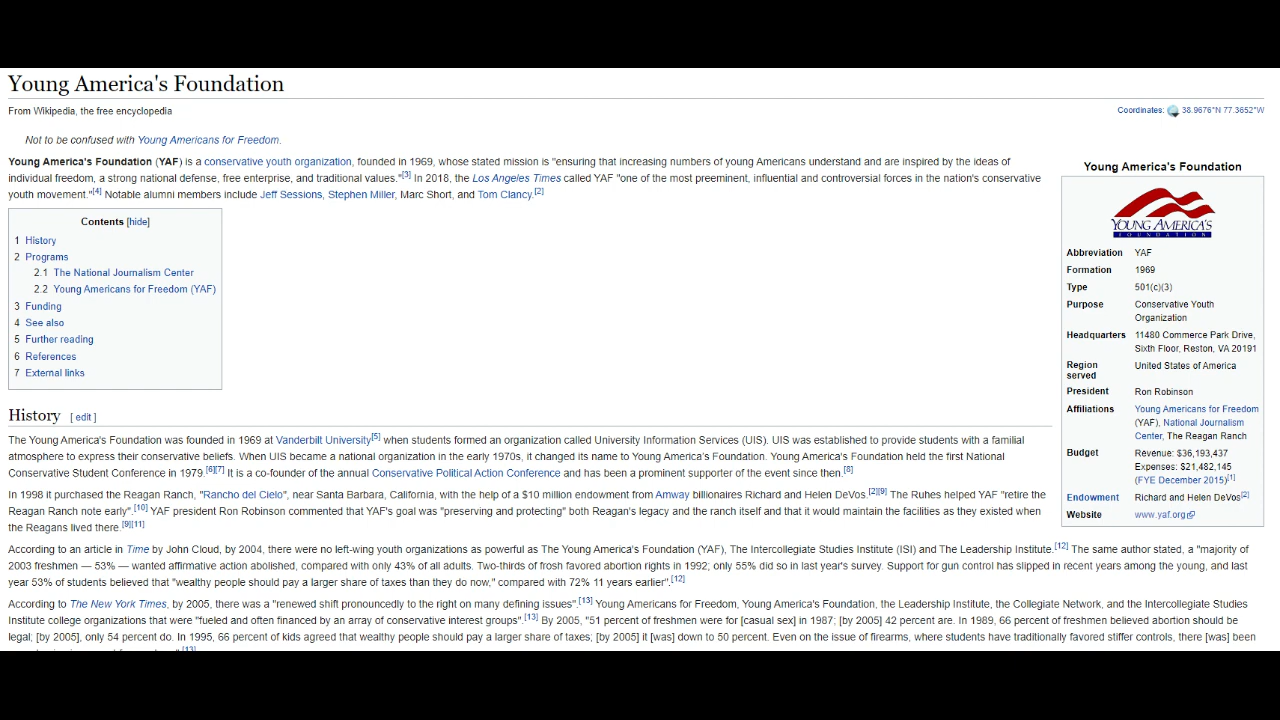 Young America's Foundation
From Wikipedia, the free encyclopedia
Coordinates: 38.9676°N 77.3652°W
Not to be confused with Young Americans for Freedom.
Young America's Foundation (YAF) is a conservative youth organization, founded in 1969, whose stated mission is "ensuring that increasing numbers of young Americans understand and are inspired by the ideas of
individual freedom, a strong national defense, free enterprise, and traditional values."[3] In 2018, the Los Angeles Times called YAF "one of the most preeminent, influential and controversial forces in the nation's conservative
youth movement."[4] Notable alumni members include Jeff Sessions, Stephen Miller, Marc Short, and Tom Clancy.[2]
Contents [hide]
1 History
2 Programs
2.1 The National Journalism Center
2.2 Young Americans for Freedom (YAF)
3 Funding
4 See also
5 Further reading
6 References
7 External links
Young America's Foundation
YOUNG AMERICA'S
FOUNDATION
Abbreviation YAF
Formation 1969
Type 501(c)(3)
Purpose Conservative Youth
Organization
Headquarters 11480 Commerce Park Drive,
Sixth Floor, Reston, VA 20191
Region United States of America
served
President Ron Robinson
Affiliations Young Americans for Freedom
(YAF), National Journalism
Center, The Reagan Ranch
Budget Revenue: $36,193,437
Expenses: $21,482,145
(FYE December 2015)[1]
Endowment Richard and Helen DeVos[2]
Website www.yaf.org
History [ edit ]
The Young America's Foundation was founded in 1969 at Vanderbilt University[5] when students formed an organization called University Information Services (UIS). UIS was established to provide students with a familial
atmosphere to express their conservative beliefs. When UIS became a national organization in the early 1970s, it changed its name to Young America's Foundation. Young America's Foundation held the first National
Conservative Student Conference in 1979.[6][7] It is a co-founder of the annual Conservative Political Action Conference and has been a prominent supporter of the event since then.[8]
In 1998 it purchased the Reagan Ranch, "Rancho del Cielo", near Santa Barbara, California, with the help of a $10 million endowment from Amway billionaires Richard and Helen DeVos.[2][9] The Ruhes helped YAF "retire the
Reagan Ranch note early".[10] YAF president Ron Robinson commented that YAF's goal was "preserving and protecting" both Reagan's legacy and the ranch itself and that it would maintain the facilities as they existed when
the Reagans lived there.[9][11]
According to an article in Time by John Cloud, by 2004, there were no left-wing youth organizations as powerful as The Young America's Foundation (YAF), The Intercollegiate Studies Institute (ISI) and The Leadership Institute.[12] The same author stated, a "majority of
2003 freshmen — 53% — wanted affirmative action abolished, compared with only 43% of all adults. Two-thirds of frosh favored abortion rights in 1992; only 55% did so in last year's survey. Support for gun control has slipped in recent years among the young, and last
year 53% of students believed that "wealthy people should pay a larger share of taxes than they do now," compared with 72% 11 years earlier".[12]
According to The New York Times, by 2005, there was a "renewed shift pronouncedly to the right on many defining issues".[13] Young Americans for Freedom, Young America's Foundation, the Leadership Institute, the Collegiate Network, and the Intercollegiate Studies
Institute college organizations that were "fueled and often financed by an array of conservative interest groups".[13] By 2005, "51 percent of freshmen were for [casual sex] in 1987; [by 2005] 42 percent are. In 1989, 66 percent of freshmen believed abortion should be
legal; [by 2005], only 54 percent do. In 1995, 66 percent of kids agreed that wealthy people should pay a larger share of taxes; [by 2005] it [was] down to 50 percent. Even on the issue of firearms, where students have traditionally favored stiffer controls, there [was] been
[13]